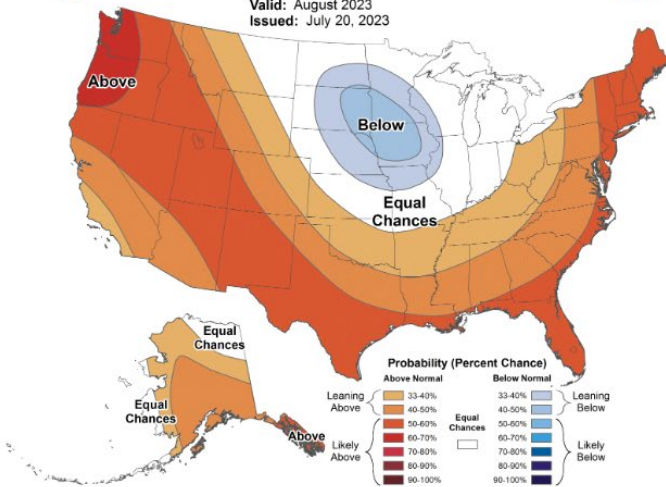 Valid: August 2023
Issued: July 20, 2023
Above
Below
Equal
Chances
Equal
Chances
Equal
Chances
Above
Probability (Percent Chance)
Above Normal
Below Normal
Leaning
Above
33-40%
40-50%
50-60%
Likely
Above
60-70%
70-80%
80-90%
90-100%
Equal
Chances
33-40%
40-50%
50-60%
60-70%
70-80%
80-90%
90-100%
Leaning
Below
Likely
Below